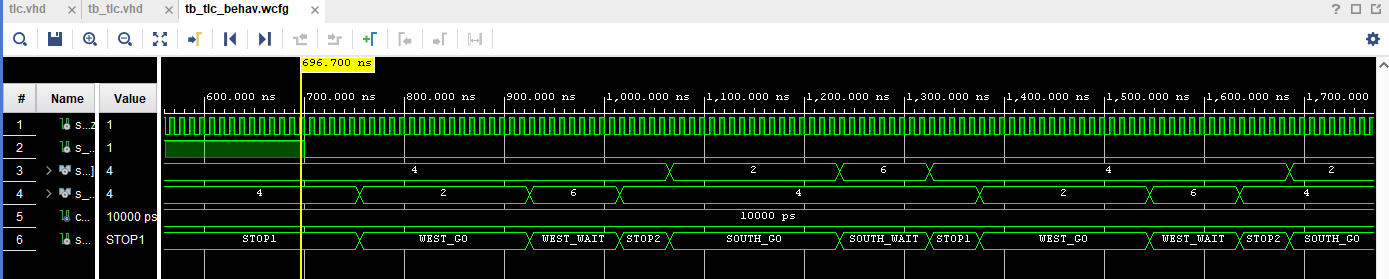 tlc.vhd × tb_tlc.vhd × tb_tlc_behav.wcfg × ? 
696.700 ns
# Name Value 600.000 ns 700.000 ns 800.000 ns 900.000 ns 1,000.000 ns 1,100.000 ns 1,200.000 ns 1,300.000 ns 1,400.000 ns 1,500.000 ns 1,600.000 ns 1,700.000 ns
1 s...z 1
2 s_... 1
3 s...] 4 4 2 6 4 2
4 s_... 4 4 2 6 4 2 6 4
5 c... 10000 ps 10000 ps
6 s... STOP1 STOP1 WEST_GO WEST_WAIT STOP2 SOUTH_GO SOUTH_WAIT STOP1 WEST_GO WEST_WAIT STOP2 SOUTH_GO